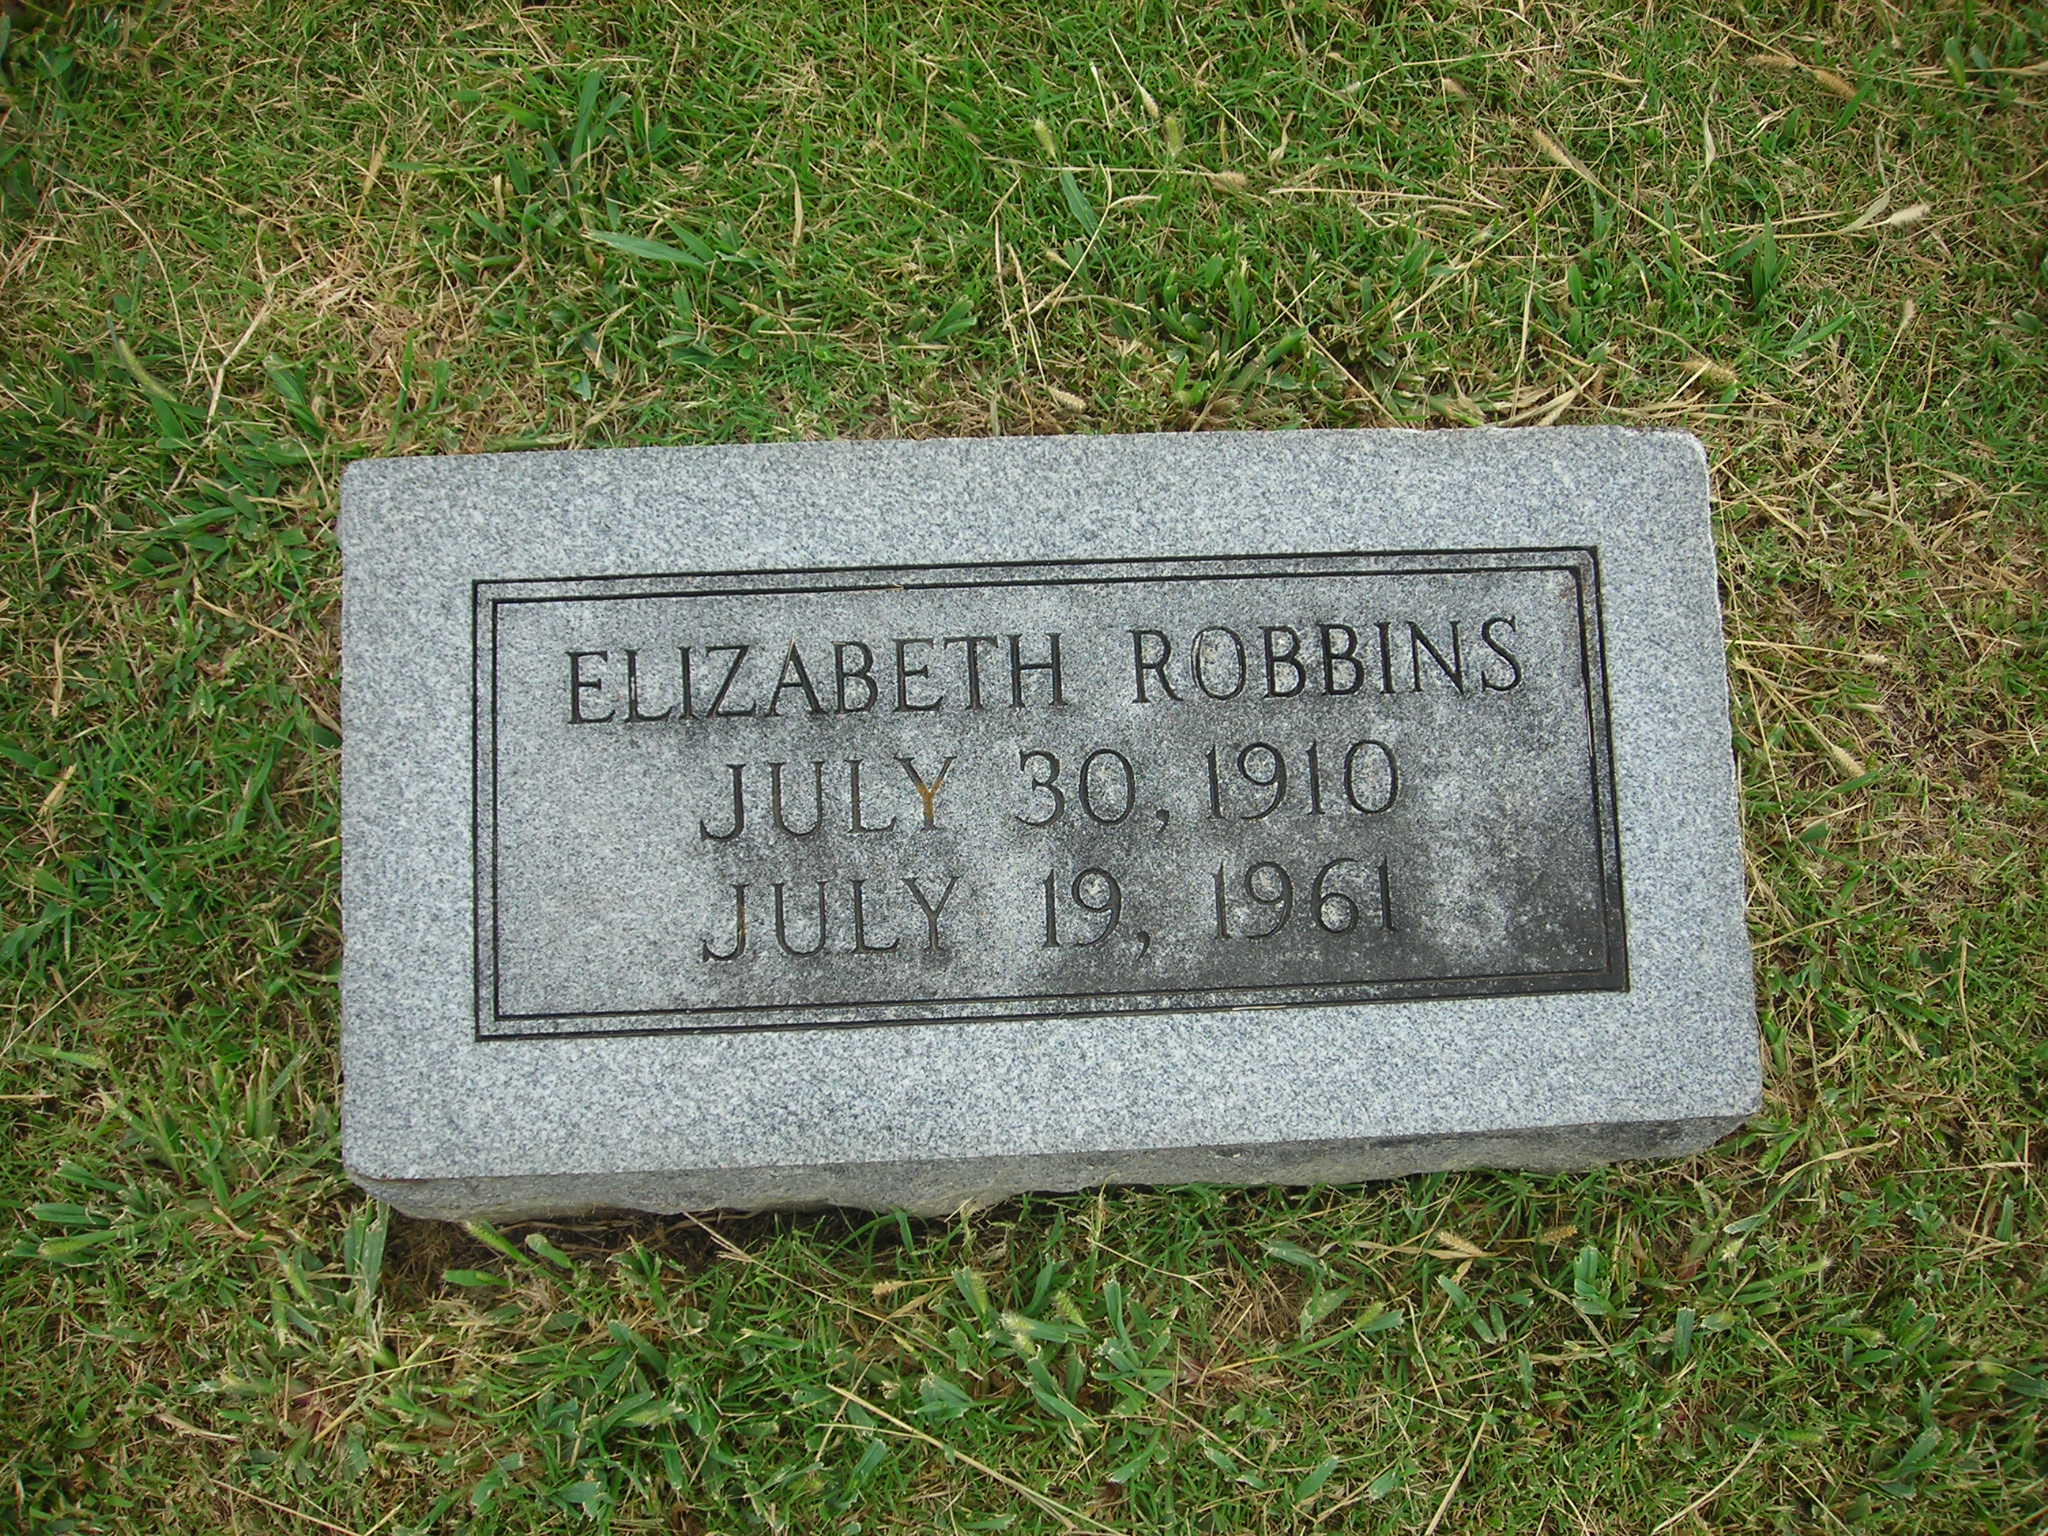 ELIZABETH ROBBINS
JULY 30, 1910
JULY 19, 1961